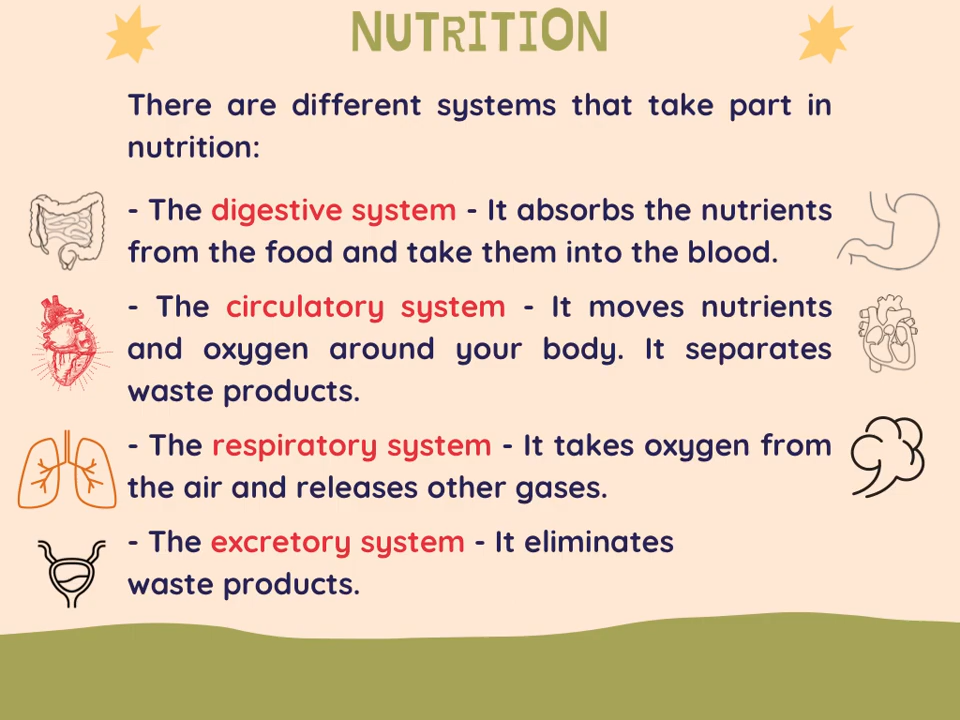 NUTRITION
There are different systems that take part in
nutrition:
- The digestive system - It absorbs the nutrients
from the food and take them into the blood.
- The circulatory system - It moves nutrients
and oxygen around your body. It separates
waste products.
- The respiratory system - It takes oxygen from
the air and releases other gases.
- The excretory system - It eliminates
waste products.